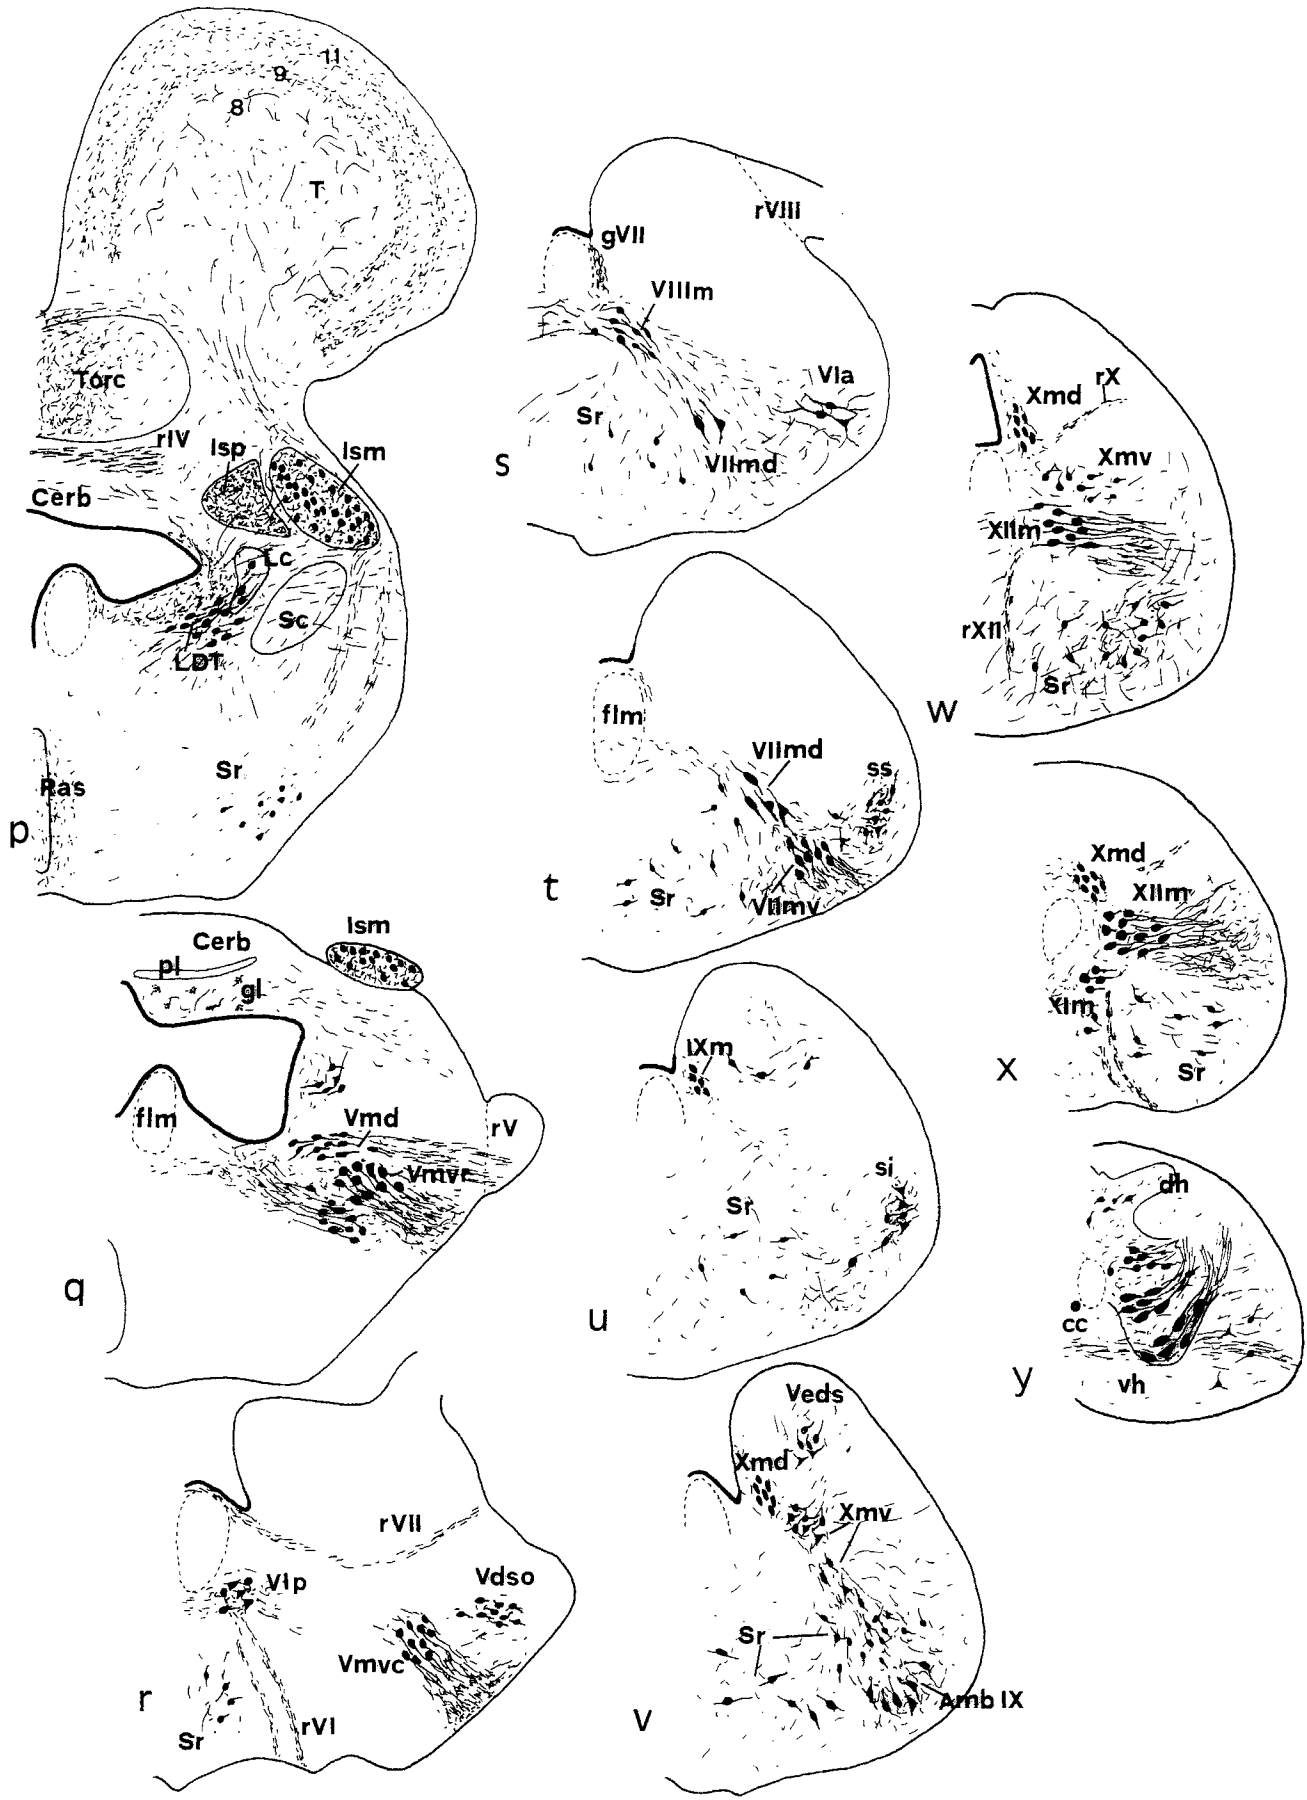 11
9
8
T
Torc
rIV
Isp
Ism
Cerb
Lc
Sc
LDT
Sr
Ras
p
Ism
Cerb
pl
gl
flm
Vmd
rV
Vmvr
q
rVII
VIp
Vdso
Vmvc
r
rVI
Sr
rVIII
gVII
VIIIm
VIa
Sr
VIImd
s
flm
VIImd
ss
Sr
VIImv
t
IXm
si
Sr
u
Veds
Xmd
Xmv
Sr
Amb IX
v
Xmd
rX
Xmv
XIIm
rXII
Sr
w
Xmd
XIIm
XIm
Sr
x
dh
cc
vh
y